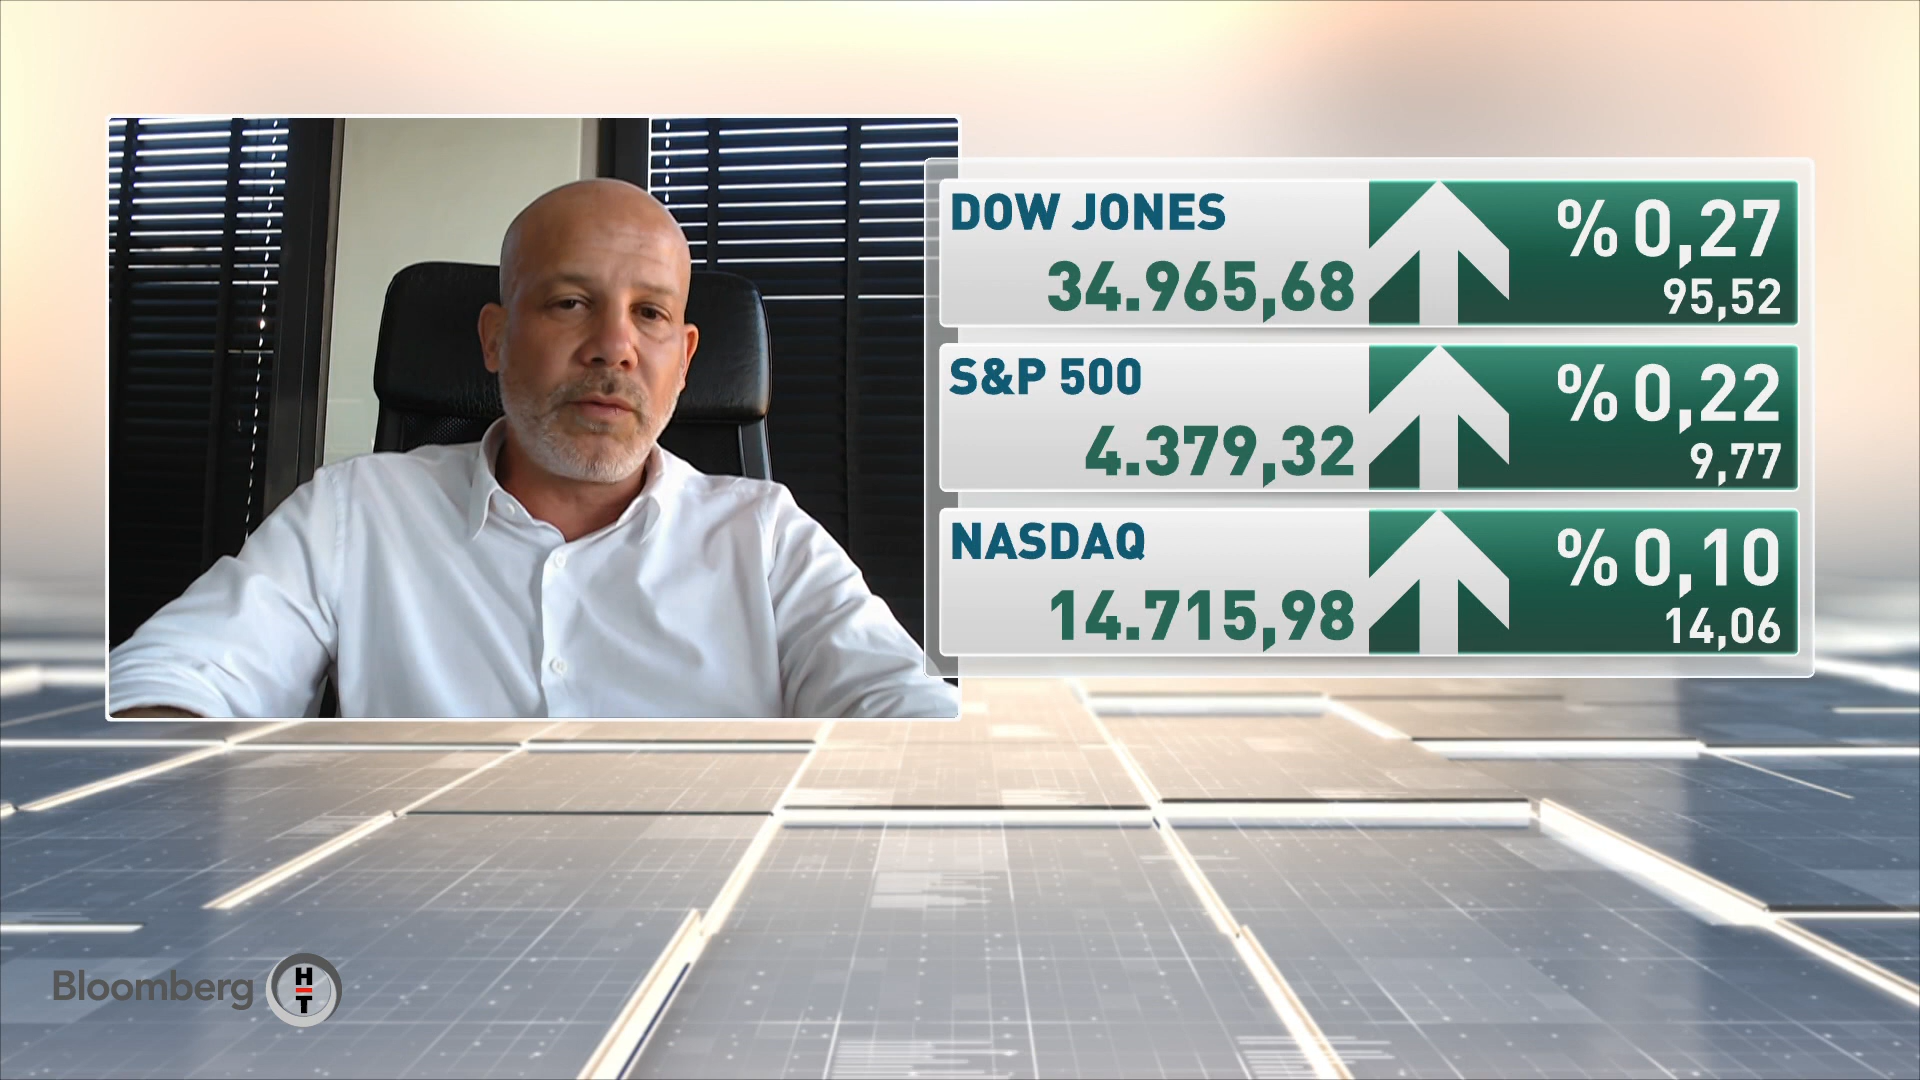 DOW JONES
34.965,68
% 0,27
95,52
S&P 500
4.379,32
% 0,22
9,77
NASDAQ
14.715,98
% 0,10
14,06
Bloomberg HT